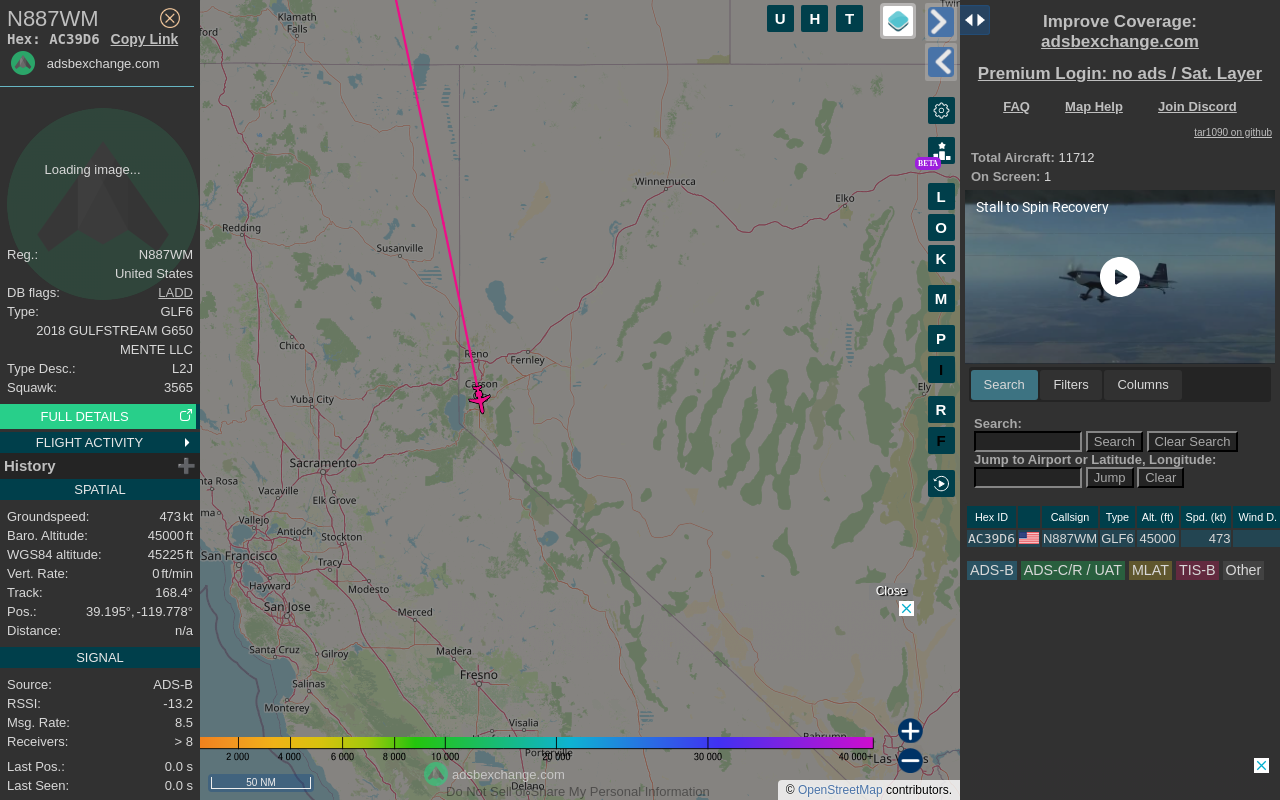 N887WM
Hex: AC39D6 Copy Link
adsbexchange.com
Loading image...
Reg.: N887WM
United States
DB flags: LADD
Type: GLF6
2018 GULFSTREAM G650
MENTE LLC
Type Desc.: L2J
Squawk: 3565
FULL DETAILS
FLIGHT ACTIVITY
History
SPATIAL
Groundspeed: 473 kt
Baro. Altitude: 45000 ft
WGS84 altitude: 45225 ft
Vert. Rate: 0 ft/min
Track: 168.4°
Pos.: 39.195°, -119.778°
Distance: n/a
SIGNAL
Source: ADS-B
RSSI: -13.2
Msg. Rate: 8.5
Receivers: > 8
Last Pos.: 0.0 s
Last Seen: 0.0 s
Klamath
Falls
ford
Twin
U H T
BETA
L
O
K
M
P
I
R
F
Winnemucca
Elko
Redding
Susanville
Chico
Reno
Fernley
Carson
Ely
Yuba City
Sacramento
nta Rosa
Vacaville
Elk Grove
ma
Vallejo
Antioch
Stockton
San Francisco
Tracy
Hayward
Modesto
San Jose
Merced
Santa Cruz
Gilroy
Madera
Salinas
Fresno
Monterey
Visalia
Pahrump
Porterville
Delano
Close
2 000 4 000 6 000 8 000 10 000 20 000 30 000 40 000+
50 NM
adsbexchange.com
Do Not Sell or Share My Personal Information
© OpenStreetMap contributors.
Improve Coverage:
adsbexchange.com
Premium Login: no ads / Sat. Layer
FAQ Map Help Join Discord
tar1090 on github
Total Aircraft: 11712
On Screen: 1
Stall to Spin Recovery
Search Filters Columns
Search:
Search Clear Search
Jump to Airport or Latitude, Longitude:
Jump Clear
Hex ID Callsign Type Alt. (ft) Spd. (kt) Wind D.
AC39D6 N887WM GLF6 45000 473
ADS-B ADS-C/R / UAT MLAT TIS-B Other